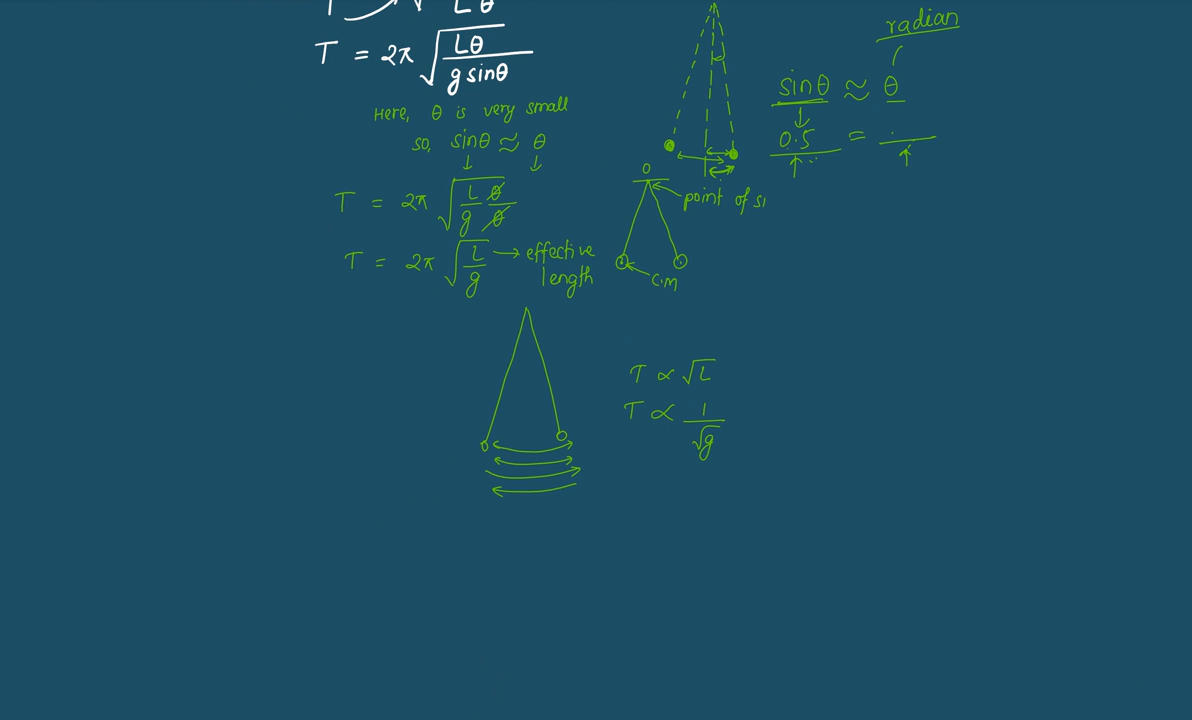 T = 2π √(Lθ / g sinθ)
Here, θ is very small
so, sinθ ≈ θ
T = 2π √(L θ / g θ)
T = 2π √(L / g) → effective length
radian
sinθ ≈ θ
0.5 =
O
point of
C.M
T ∝ √L
T ∝ 1 / √g